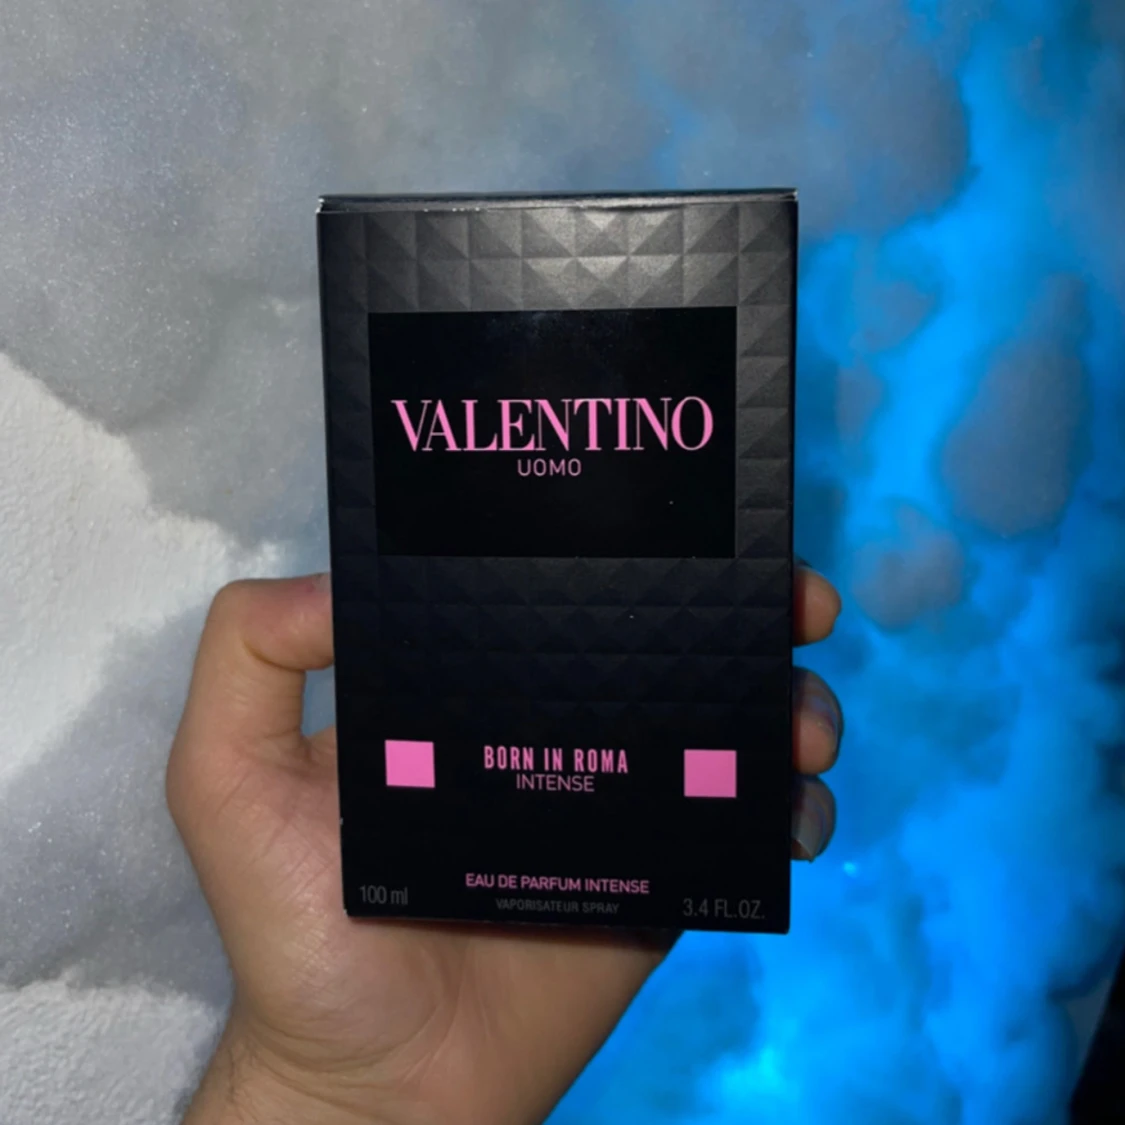 VALENTINO
UOMO
BORN IN ROMA
INTENSE
EAU DE PARFUM INTENSE
100 ml VAPORISATEUR SPRAY 3.4 FL.OZ.